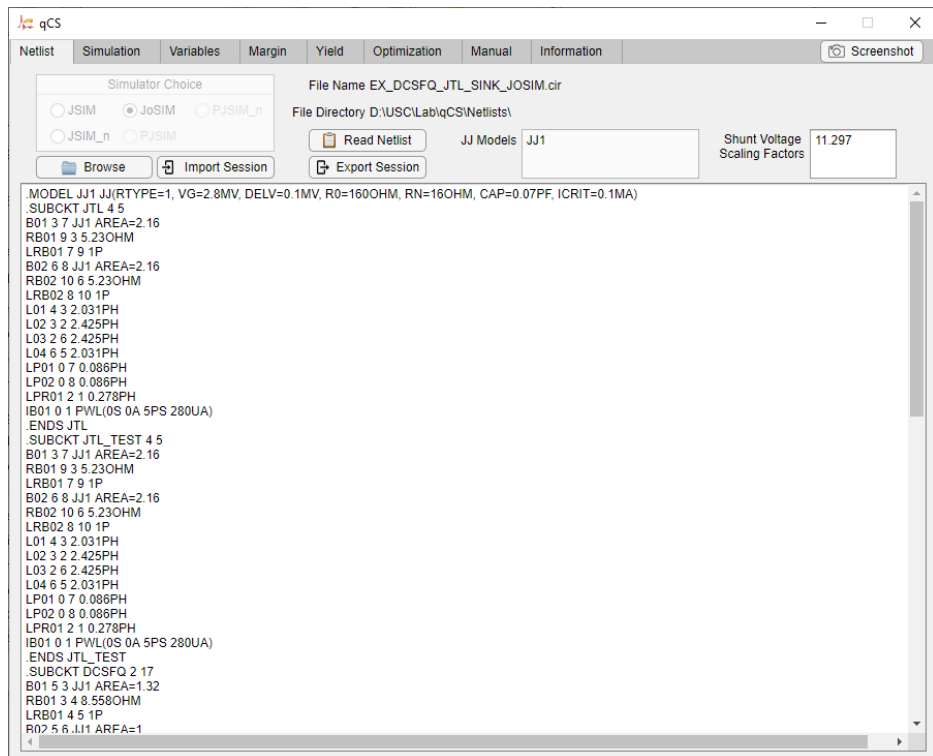 qCS
Netlist Simulation Variables Margin Yield Optimization Manual Information Screenshot
Simulator Choice
File Name EX_DCSFQ_JTL_SINK_JOSIM.cir
JSIM JoSIM PJSIM_n
File Directory D:\USC\Lab\qCS\Netlists\
JSIM_n PJSIM
Read Netlist JJ Models JJ1 Shunt Voltage 11.297
Scaling Factors
Browse Import Session Export Session
.MODEL JJ1 JJ(RTYPE=1, VG=2.8MV, DELV=0.1MV, R0=160OHM, RN=16OHM, CAP=0.07PF, ICRIT=0.1MA)
.SUBCKT JTL 4 5
B01 3 7 JJ1 AREA=2.16
RB01 9 3 5.23OHM
LRB01 7 9 1P
B02 6 8 JJ1 AREA=2.16
RB02 10 6 5.23OHM
LRB02 8 10 1P
L01 4 3 2.031PH
L02 3 2 2.425PH
L03 2 6 2.425PH
L04 6 5 2.031PH
LP01 0 7 0.086PH
LP02 0 8 0.086PH
LPR01 2 1 0.278PH
IB01 0 1 PWL(0S 0A 5PS 280UA)
.ENDS JTL
.SUBCKT JTL_TEST 4 5
B01 3 7 JJ1 AREA=2.16
RB01 9 3 5.23OHM
LRB01 7 9 1P
B02 6 8 JJ1 AREA=2.16
RB02 10 6 5.23OHM
LRB02 8 10 1P
L01 4 3 2.031PH
L02 3 2 2.425PH
L03 2 6 2.425PH
L04 6 5 2.031PH
LP01 0 7 0.086PH
LP02 0 8 0.086PH
LPR01 2 1 0.278PH
IB01 0 1 PWL(0S 0A 5PS 280UA)
.ENDS JTL_TEST
.SUBCKT DCSFQ 2 17
B01 5 3 JJ1 AREA=1.32
RB01 3 4 8.558OHM
LRB01 4 5 1P
B02 5 6 JJ1 AREA=1